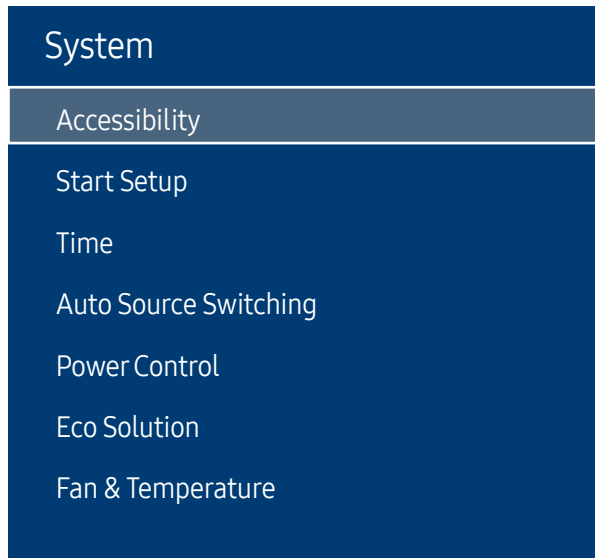 System
Accessibility
Start Setup
Time
Auto Source Switching
Power Control
Eco Solution
Fan & Temperature